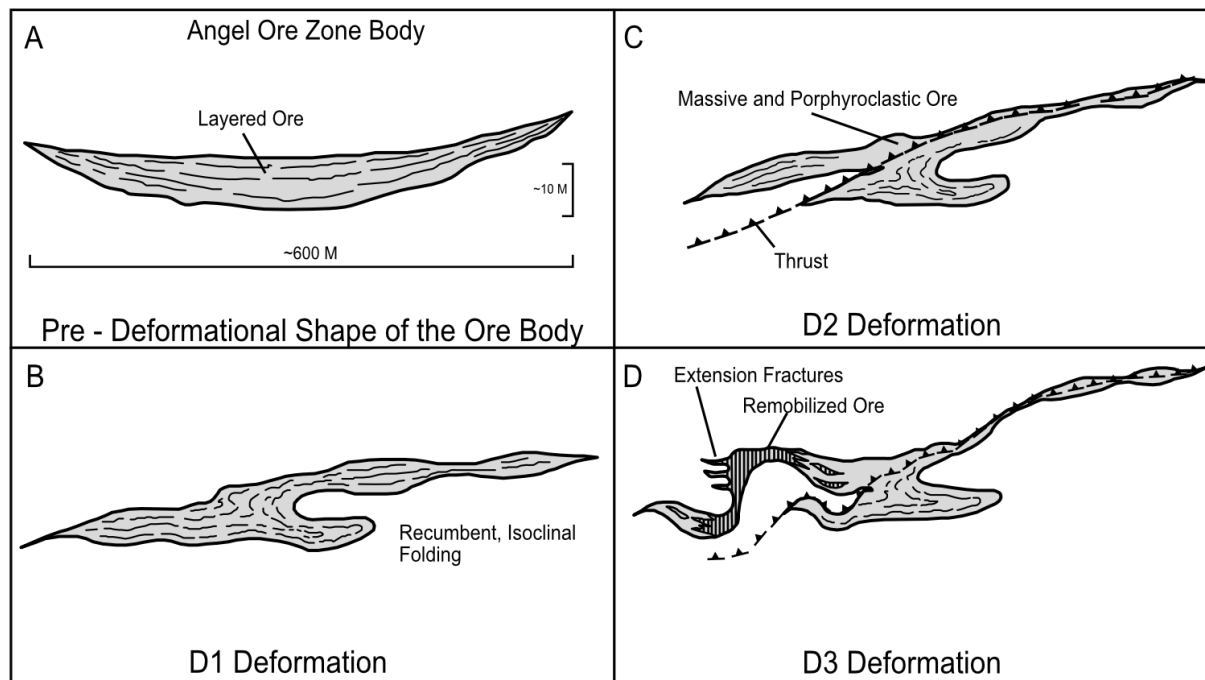 A
Angel Ore Zone Body
Layered Ore
~10 M
~600 M
Pre - Deformational Shape of the Ore Body
B
Recumbent, Isoclinal
Folding
D1 Deformation
C
Massive and Porphyroclastic Ore
Thrust
D2 Deformation
D
Extension Fractures
Remobilized Ore
D3 Deformation